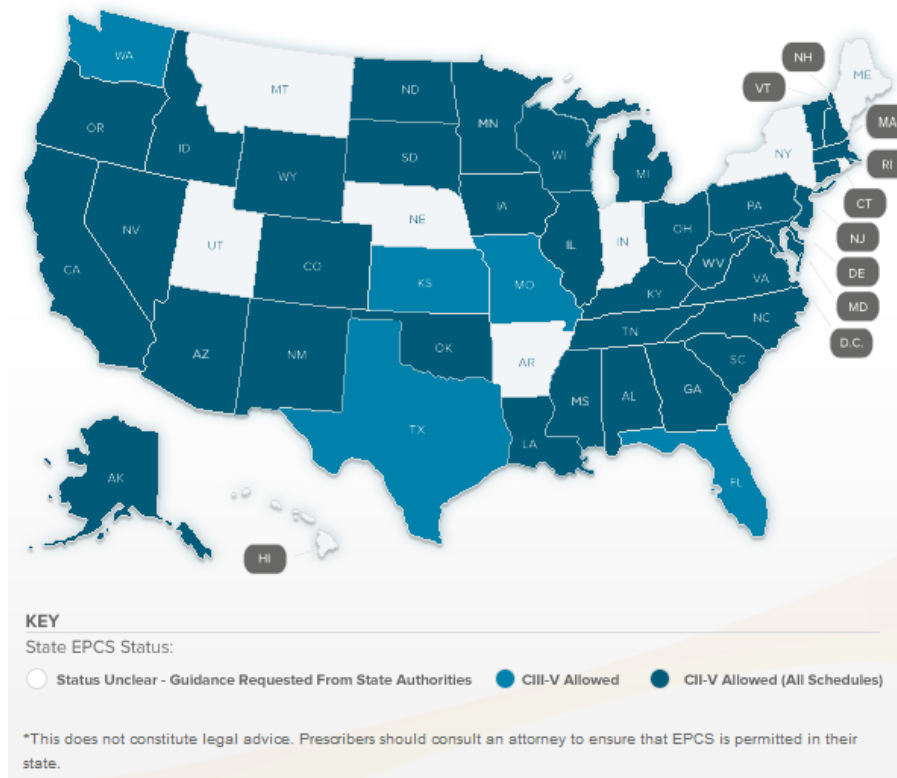 WA
MT
ND
MN
ME
NH
VT
MA
RI
CT
NJ
DE
MD
D.C.
OR
ID
WY
SD
WI
MI
NY
IA
NE
NV
UT
CO
CA
IL
IN
OH
PA
WV
VA
KS
MO
KY
NC
TN
SC
AZ
NM
OK
AR
MS
AL
GA
LA
TX
FL
AK
HI
KEY
State EPCS Status:
Status Unclear - Guidance Requested From State Authorities CIII-V Allowed CII-V Allowed (All Schedules)
*This does not constitute legal advice. Prescribers should consult an attorney to ensure that EPCS is permitted in their
state.